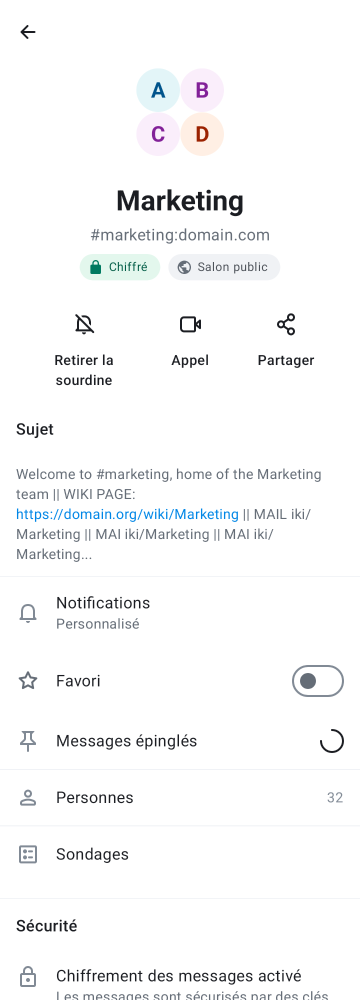 A B
C D
Marketing
#marketing:domain.com
Chiffré Salon public
Retirer la sourdine
Appel
Partager
Sujet
Welcome to #marketing, home of the Marketing
team || WIKI PAGE:
https://domain.org/wiki/Marketing || MAIL iki/
Marketing || MAI iki/Marketing || MAI iki/
Marketing...
Notifications
Personnalisé
Favori
Messages épinglés
Personnes 32
Sondages
Sécurité
Chiffrement des messages activé
Les messages sont sécurisés par des clés